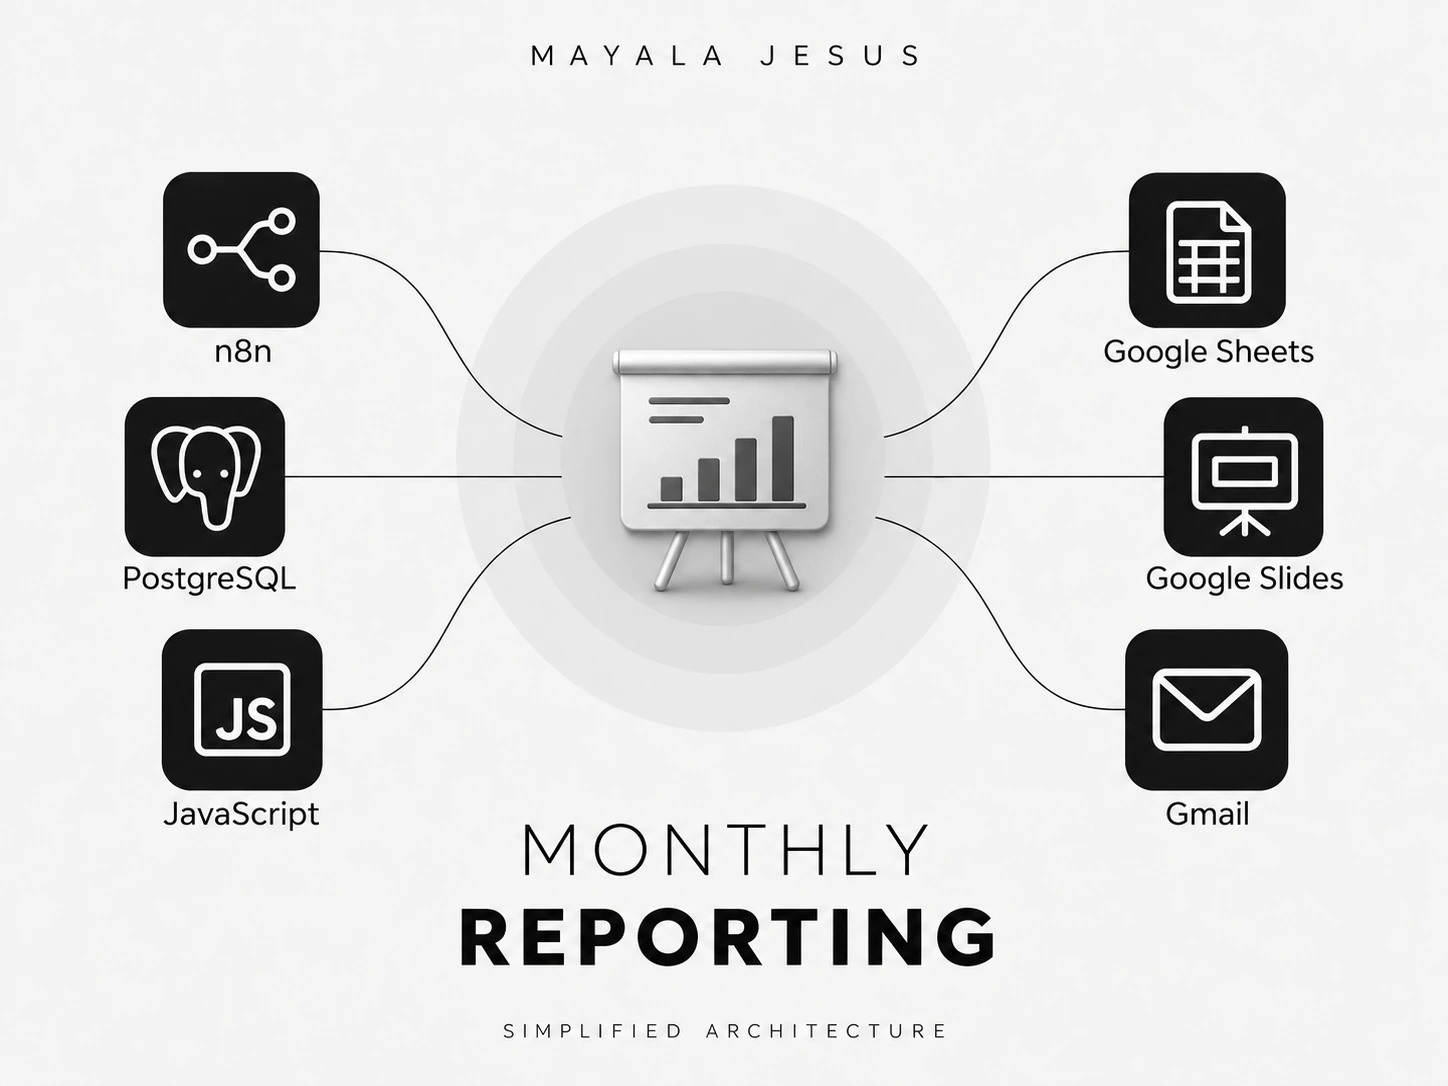 MAYALA JESUS
n8n
Google Sheets
PostgreSQL
Google Slides
JS
JavaScript
Gmail
MONTHLY
REPORTING
SIMPLIFIED ARCHITECTURE